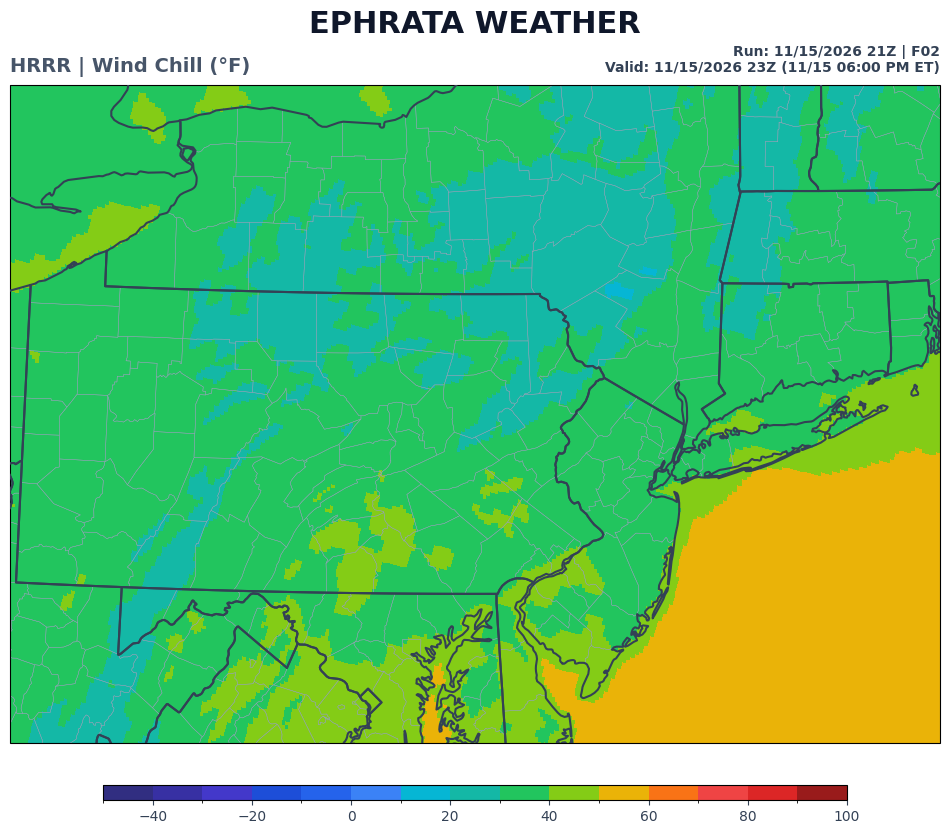 EPHRATA WEATHER
HRRR | Wind Chill (°F)
Run: 11/15/2026 21Z | F02
Valid: 11/15/2026 23Z (11/15 06:00 PM ET)
−40 −20 0 20 40 60 80 100